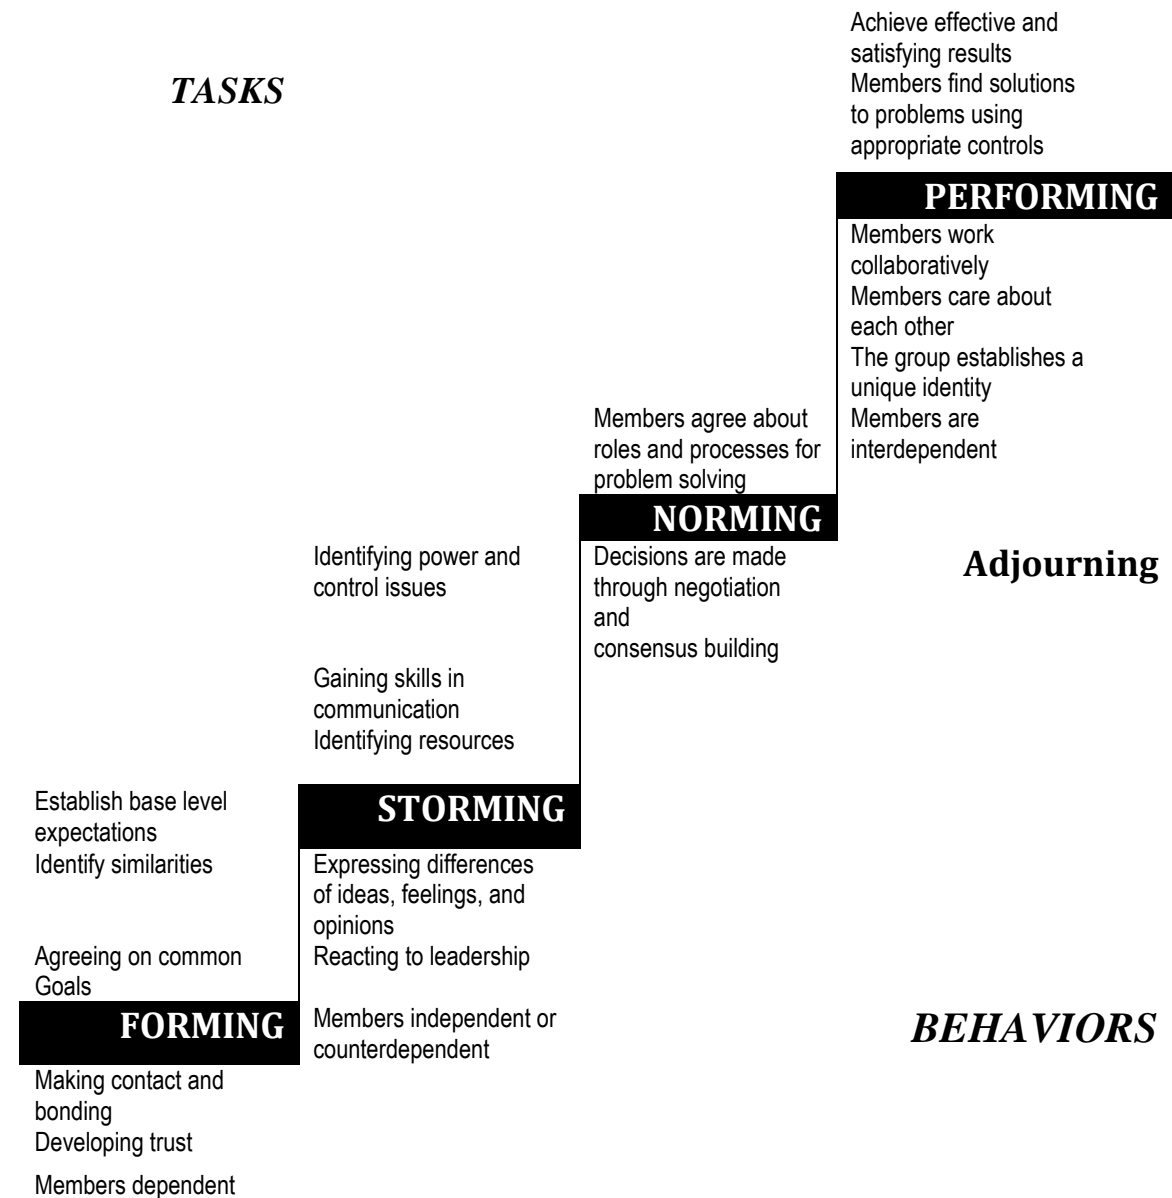 Achieve effective and
satisfying results
TASKS
Members find solutions
to problems using
appropriate controls
PERFORMING
Members work
collaboratively
Members care about
each other
The group establishes a
unique identity
Members are
interdependent
Members agree about
roles and processes for
problem solving
NORMING
Decisions are made
through negotiation
and
consensus building
Adjourning
Identifying power and
control issues
Gaining skills in
communication
Identifying resources
STORMING
Expressing differences
of ideas, feelings, and
opinions
Reacting to leadership
Members independent or
counterdependent
Establish base level
expectations
Identify similarities
Agreeing on common
Goals
FORMING
Making contact and
bonding
Developing trust
Members dependent
BEHAVIORS